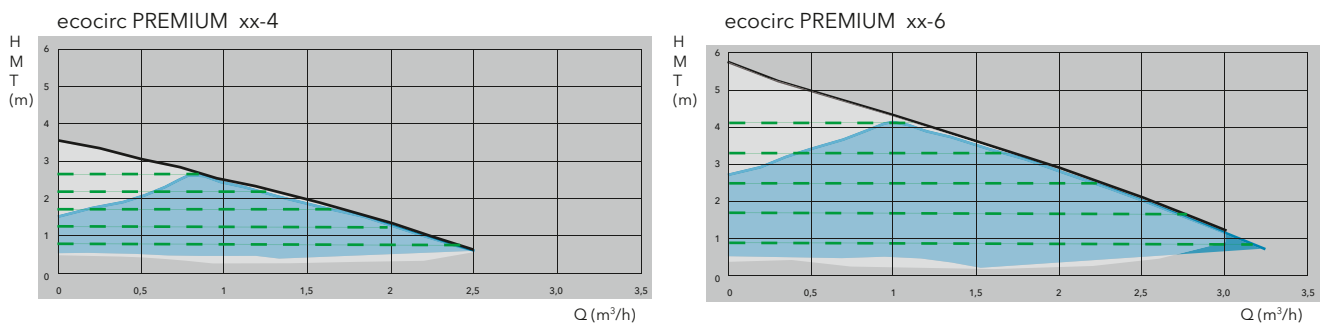 ecocirc PREMIUM xx-4
H
M
T
(m)
6
5
4
3
2
1
0
0 0,5 1 1,5 2 2,5 3 3,5
Q (m³/h)
ecocirc PREMIUM xx-6
H
M
T
(m)
6
5
4
3
2
1
0
0 0,5 1 1,5 2 2,5 3,0 3,5
Q (m³/h)